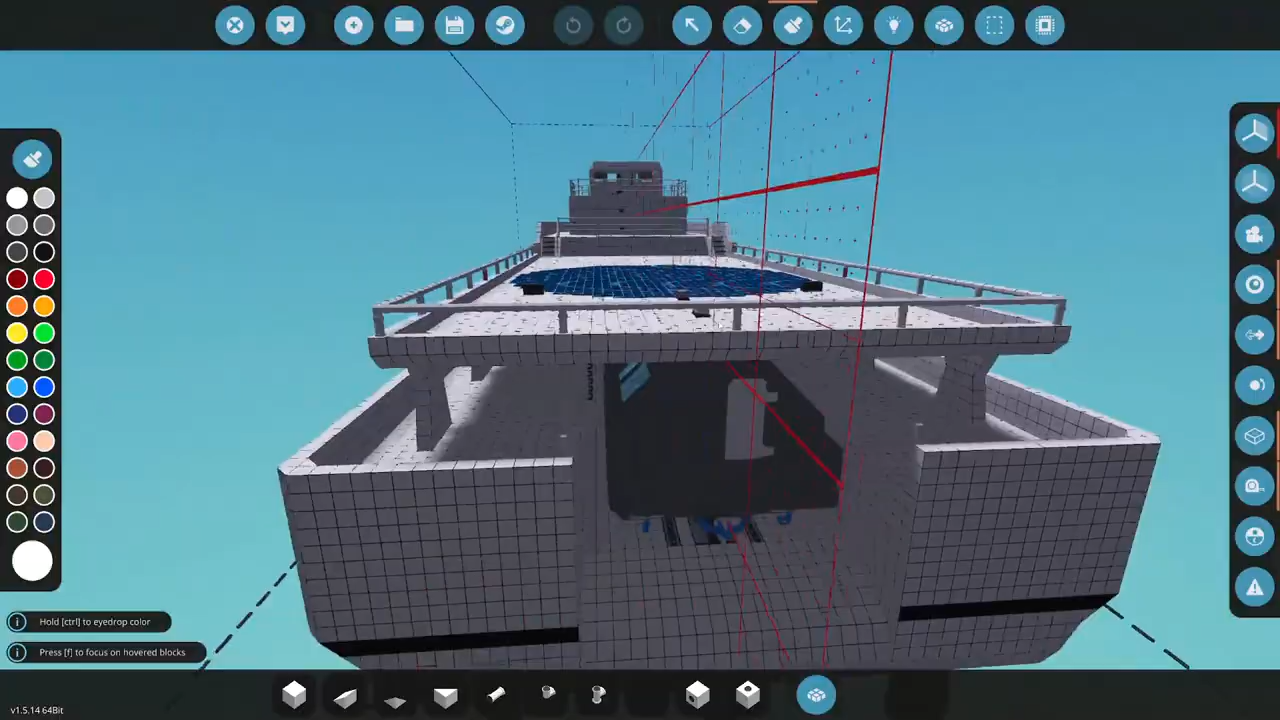 Hold [ctrl] to eyedrop color
Press [f] to focus on hovered blocks
v1.5.14 64Bit